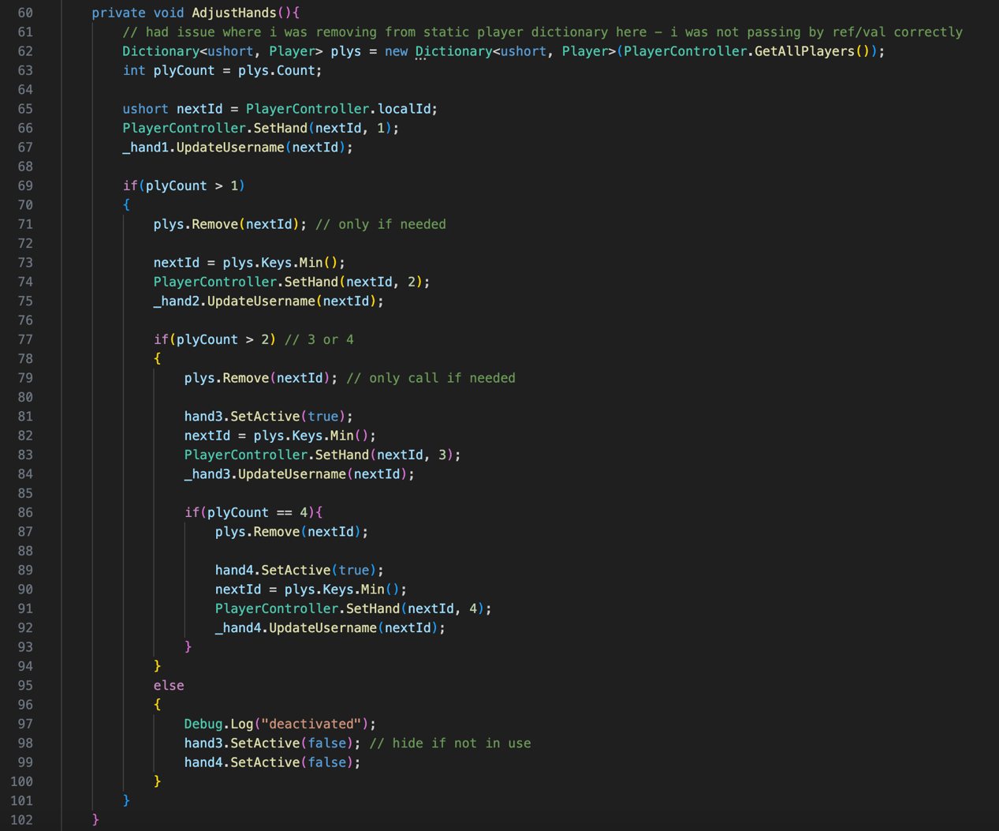 60 private void AdjustHands(){
61 // had issue where i was removing from static player dictionary here – i was not passing by ref/val correctly
62 Dictionary<ushort, Player> plys = new Dictionary<ushort, Player>(PlayerController.GetAllPlayers());
63 int plyCount = plys.Count;
64
65 ushort nextId = PlayerController.localId;
66 PlayerController.SetHand(nextId, 1);
67 _hand1.UpdateUsername(nextId);
68
69 if(plyCount > 1)
70 {
71 plys.Remove(nextId); // only if needed
72
73 nextId = plys.Keys.Min();
74 PlayerController.SetHand(nextId, 2);
75 _hand2.UpdateUsername(nextId);
76
77 if(plyCount > 2) // 3 or 4
78 {
79 plys.Remove(nextId); // only call if needed
80
81 hand3.SetActive(true);
82 nextId = plys.Keys.Min();
83 PlayerController.SetHand(nextId, 3);
84 _hand3.UpdateUsername(nextId);
85
86 if(plyCount == 4){
87 plys.Remove(nextId);
88
89 hand4.SetActive(true);
90 nextId = plys.Keys.Min();
91 PlayerController.SetHand(nextId, 4);
92 _hand4.UpdateUsername(nextId);
93 }
94 }
95 else
96 {
97 Debug.Log("deactivated");
98 hand3.SetActive(false); // hide if not in use
99 hand4.SetActive(false);
100 }
101 }
102 }